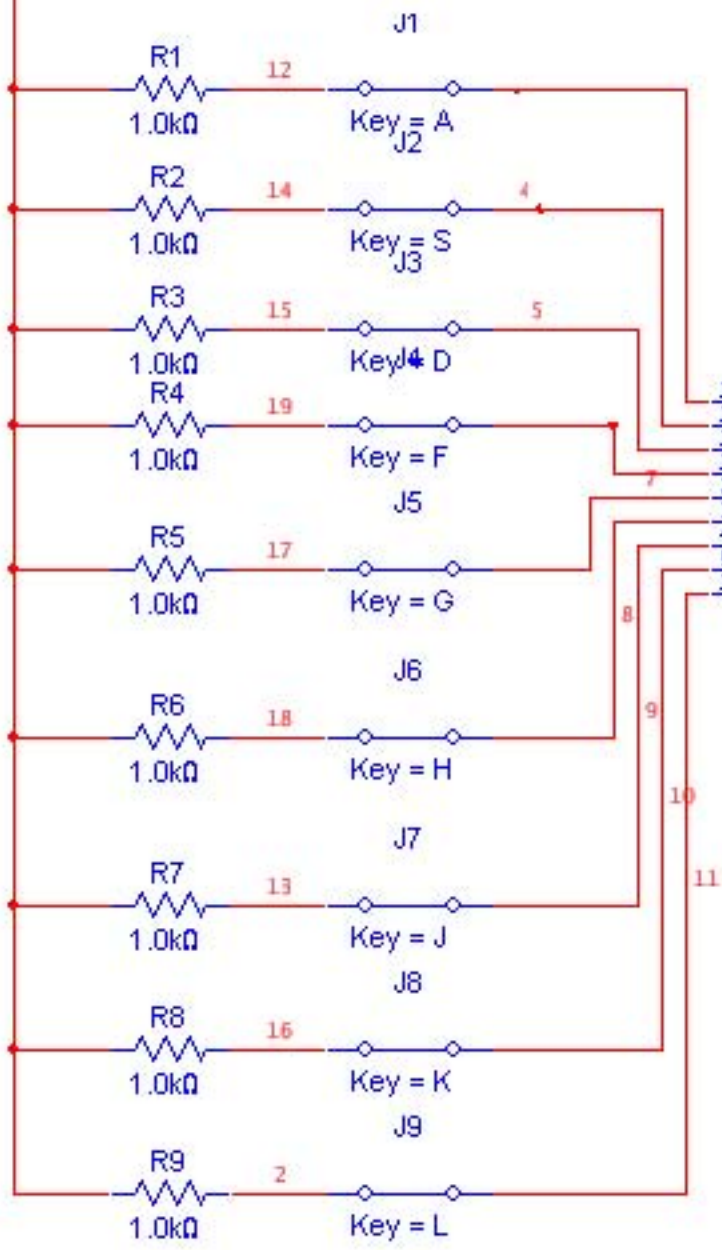 J1
R1
12
1.0kΩ
Key = A
J2
R2
14
4
1.0kΩ
Key = S
J3
R3
15
5
1.0kΩ
Key = D
J4
R4
19
1.0kΩ
Key = F
7
J5
R5
17
1.0kΩ
Key = G
8
J6
R6
18
9
1.0kΩ
Key = H
10
J7
R7
13
11
1.0kΩ
Key = J
J8
R8
16
1.0kΩ
Key = K
J9
R9
2
1.0kΩ
Key = L